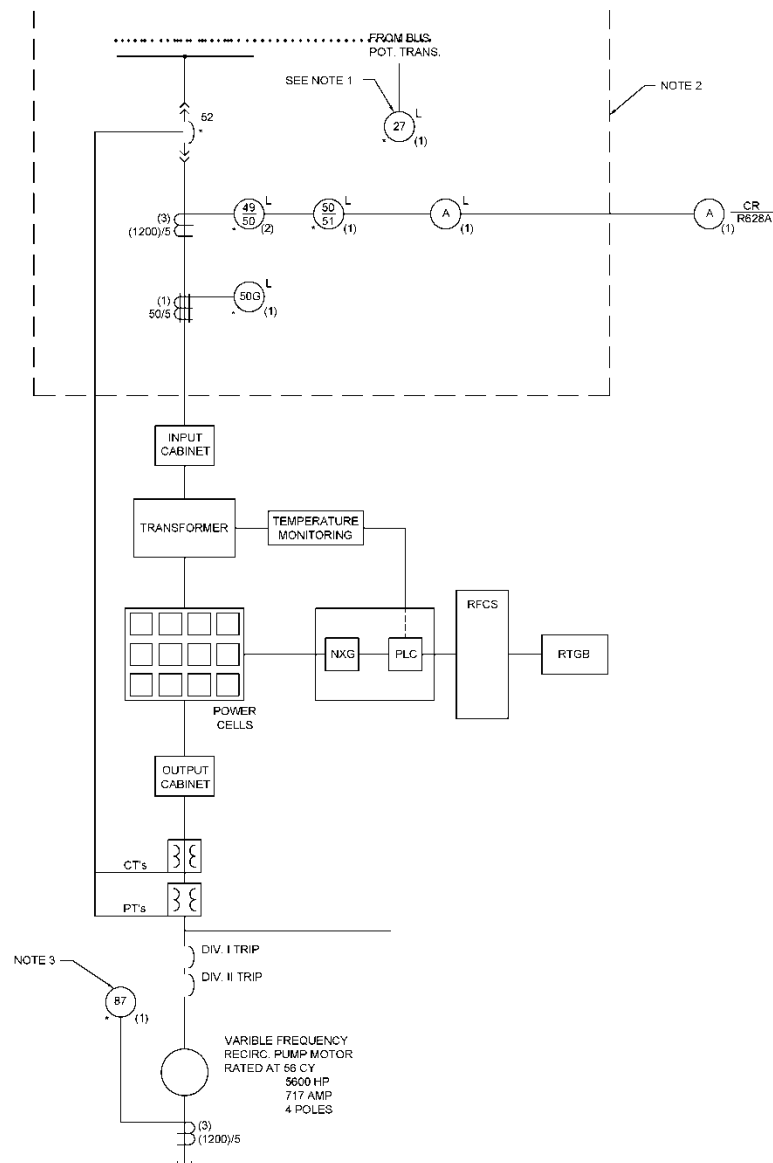 FROM BUS
POT. TRANS.
SEE NOTE 1
NOTE 2
52
*
27
L
*
(1)
(3)
(1200)/5
49
50
L
*
(2)
50
51
L
*
(1)
A
L
(1)
A
(1)
CR
R628A
(1)
50/5
50G
L
*
(1)
INPUT
CABINET
TRANSFORMER
TEMPERATURE
MONITORING
RFCS
NXG
PLC
RTGB
POWER
CELLS
OUTPUT
CABINET
CT's
PT's
DIV. I TRIP
DIV. II TRIP
NOTE 3
87
*
(1)
VARIBLE FREQUENCY
RECIRC. PUMP MOTOR
RATED AT 56 CY
5600 HP
717 AMP
4 POLES
(3)
(1200)/5